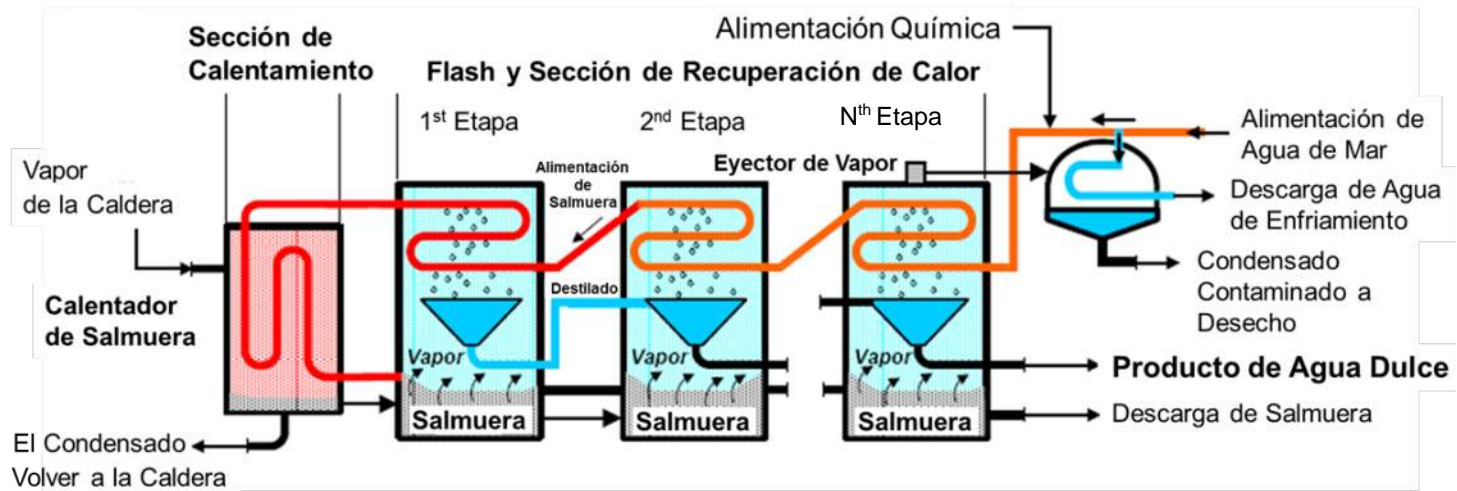 Alimentación Química
Sección de
Calentamiento
Flash y Sección de Recuperación de Calor
1st Etapa
2nd Etapa
Nth Etapa
Alimentación de
Agua de Mar
Eyector de Vapor
Vapor
de la Caldera
Alimentación
de
Salmuera
Descarga de Agua
de Enfriamiento
Condensado
Contaminado a
Desecho
Calentador
de Salmuera
Destilado
Vapor
Vapor
Vapor
Producto de Agua Dulce
Salmuera
Salmuera
Salmuera
Descarga de Salmuera
El Condensado
Volver a la Caldera